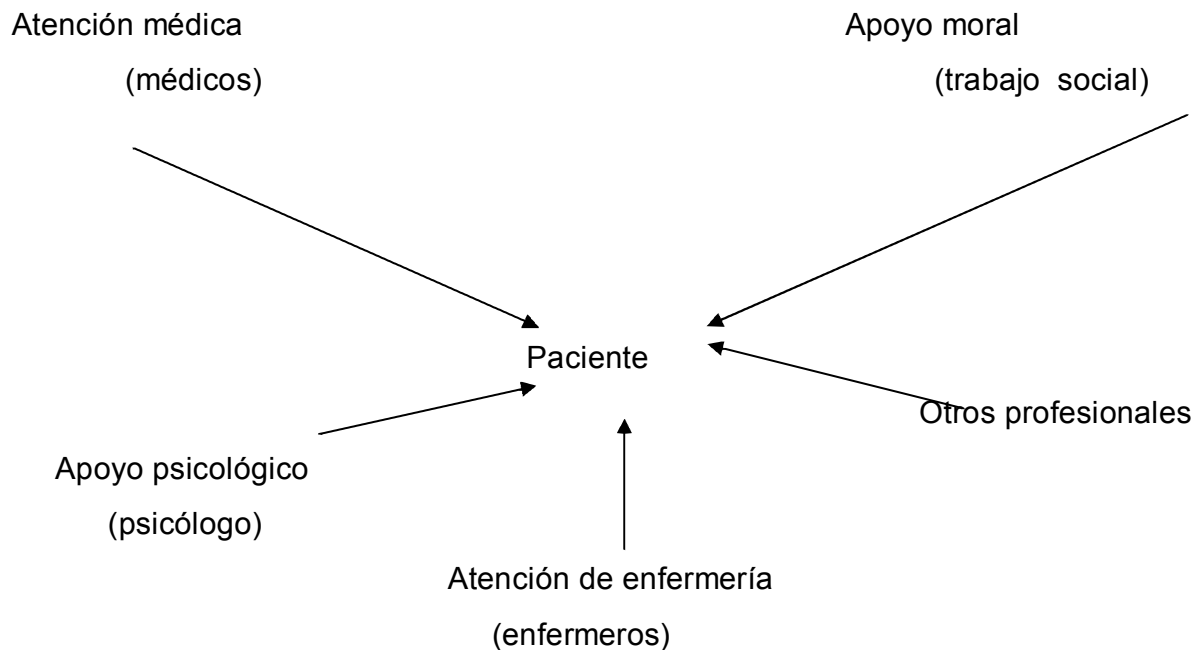 Atención médica
(médicos)
Apoyo moral
(trabajo social)
Paciente
Otros profesionales
Apoyo psicológico
(psicólogo)
Atención de enfermería
(enfermeros)